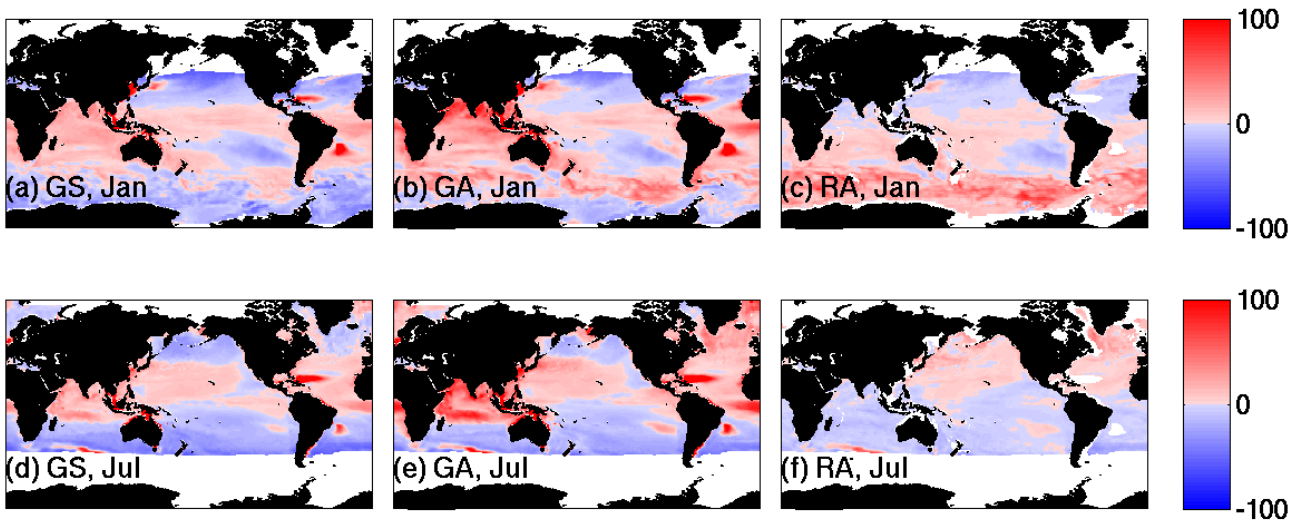 (a) GS, Jan
(b) GA, Jan
(c) RA, Jan
100
0
-100
(d) GS, Jul
(e) GA, Jul
(f) RA, Jul
100
0
-100